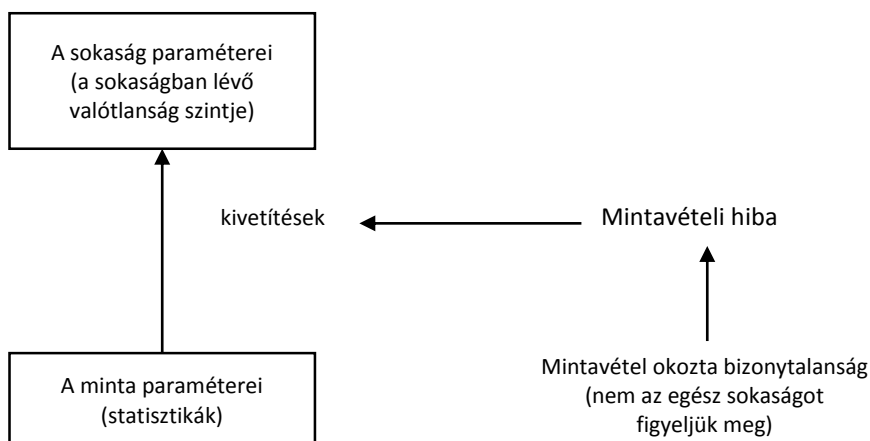 A sokaság paraméterei
(a sokaságban lévő
valótlanság szintje)
kivetítések
Mintavételi hiba
A minta paraméterei
(statisztikák)
Mintavétel okozta bizonytalanság
(nem az egész sokaságot
figyeljük meg)